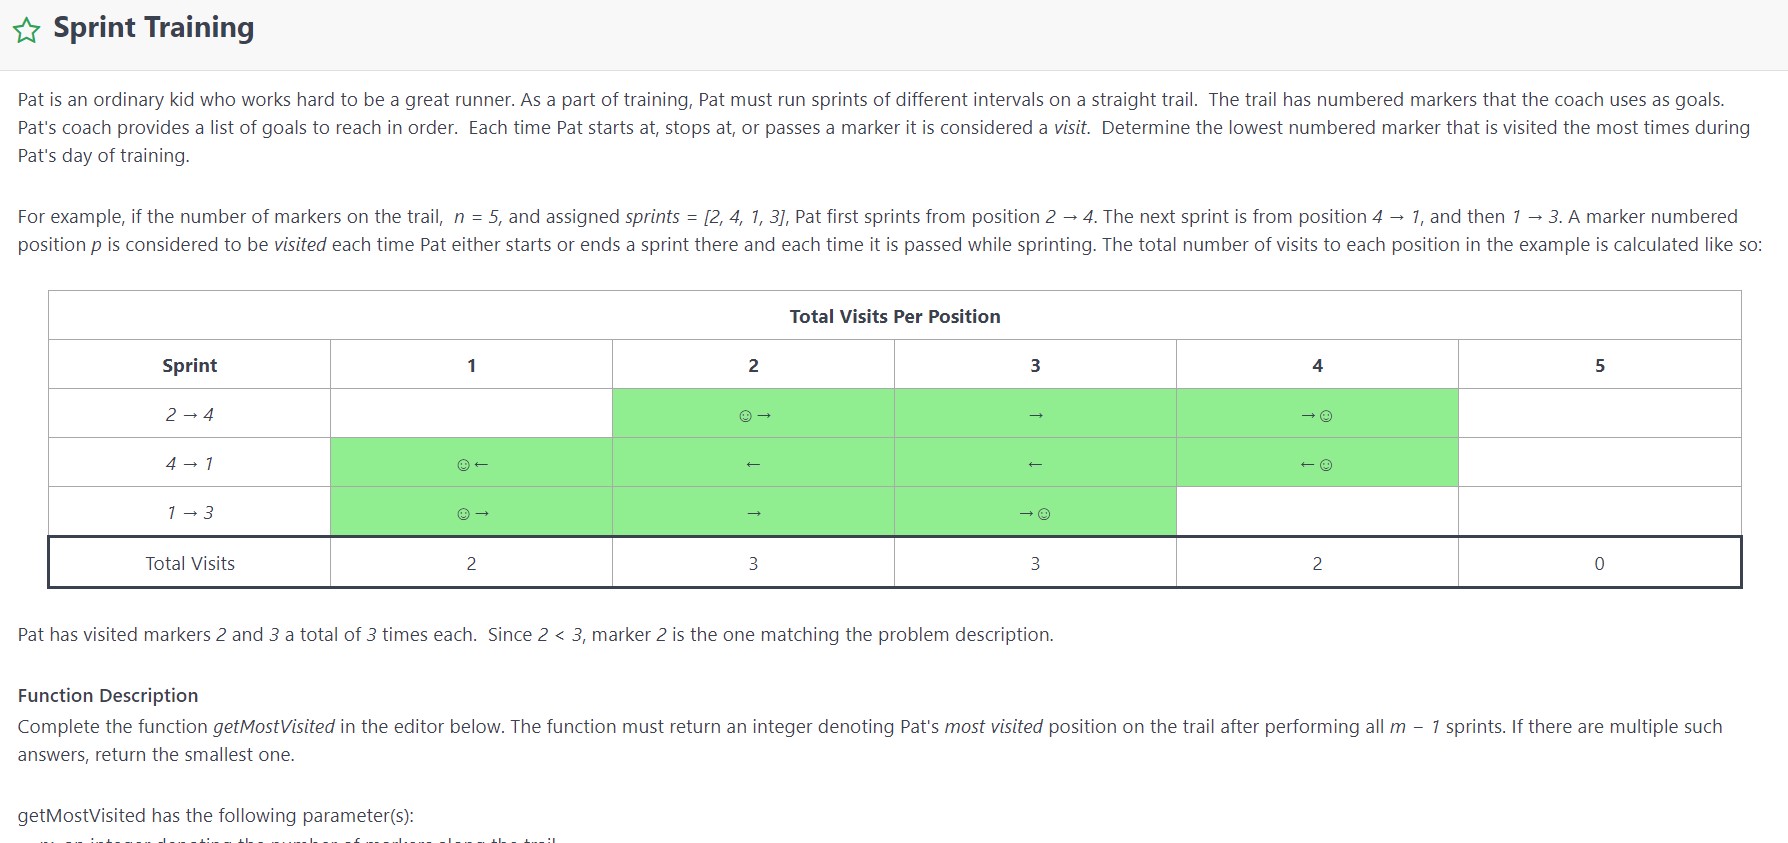 Sprint Training
Pat is an ordinary kid who works hard to be a great runner. As a part of training, Pat must run sprints of different intervals on a straight trail. The trail has numbered markers that the coach uses as goals.
Pat's coach provides a list of goals to reach in order. Each time Pat starts at, stops at, or passes a marker it is considered a visit. Determine the lowest numbered marker that is visited the most times during
Pat's day of training.
For example, if the number of markers on the trail, n = 5, and assigned sprints = [2, 4, 1, 3], Pat first sprints from position 2 → 4. The next sprint is from position 4 → 1, and then 1 → 3. A marker numbered
position p is considered to be visited each time Pat either starts or ends a sprint there and each time it is passed while sprinting. The total number of visits to each position in the example is calculated like so:
Total Visits Per Position
Sprint 1 2 3 4 5
2 → 4 ☺→ → →☺
4 → 1 ☺← ← ← ←☺
1 → 3 ☺→ → →☺
Total Visits 2 3 3 2 0
Pat has visited markers 2 and 3 a total of 3 times each. Since 2 < 3, marker 2 is the one matching the problem description.
Function Description
Complete the function getMostVisited in the editor below. The function must return an integer denoting Pat's most visited position on the trail after performing all m − 1 sprints. If there are multiple such
answers, return the smallest one.
getMostVisited has the following parameter(s):
n: an integer denoting the number of markers along the trail